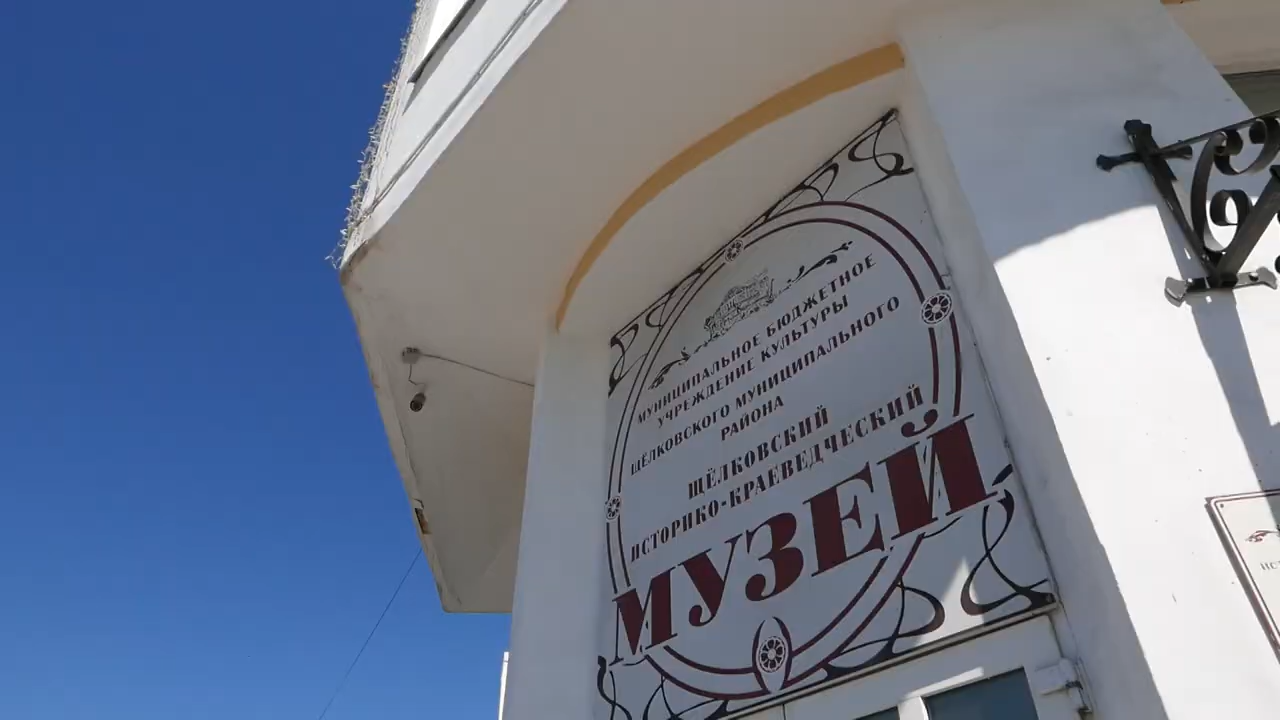 МУНИЦИПАЛЬНОЕ БЮДЖЕТНОЕ
УЧРЕЖДЕНИЕ КУЛЬТУРЫ
ЩЁЛКОВСКОГО МУНИЦИПАЛЬНОГО
РАЙОНА
ЩЁЛКОВСКИЙ
ИСТОРИКО-КРАЕВЕДЧЕСКИЙ
МУЗЕЙ